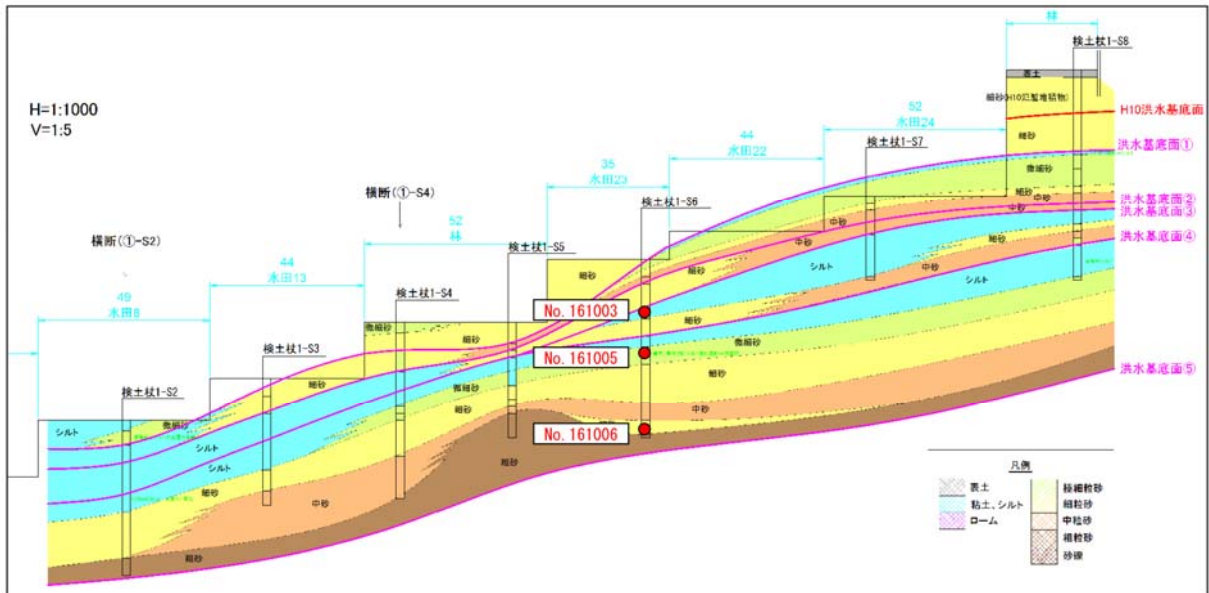 林
検土杖1-S8
表土
細砂(H10氾濫堆積物)
H10洪水基底面
細砂
H=1:1000
V=1:5
52
水田24
44
水田22
検土杖1-S7
洪水基底面①
微細砂
35
水田23
横断(①-S4)
52
林
検土杖1-S6
細砂
中砂
洪水基底面②
洪水基底面③
中砂
中砂
横断(①-S2)
検土杖1-S5
洪水基底面④
細砂
44
水田13
細砂
細砂
シルト
中砂
シルト
49
水田8
検土杖1-S4
No. 161003
微細砂
細砂
微細砂
検土杖1-S3
No. 161005
細砂
洪水基底面⑤
検土杖1-S2
細砂
微細砂
細砂
中砂
シルト
微細砂
シルト
シルト
No. 161006
細砂
中砂
細砂
細砂
凡例
表土
粘土、シルト
ローム
極細粒砂
細粒砂
中粒砂
粗粒砂
砂礫